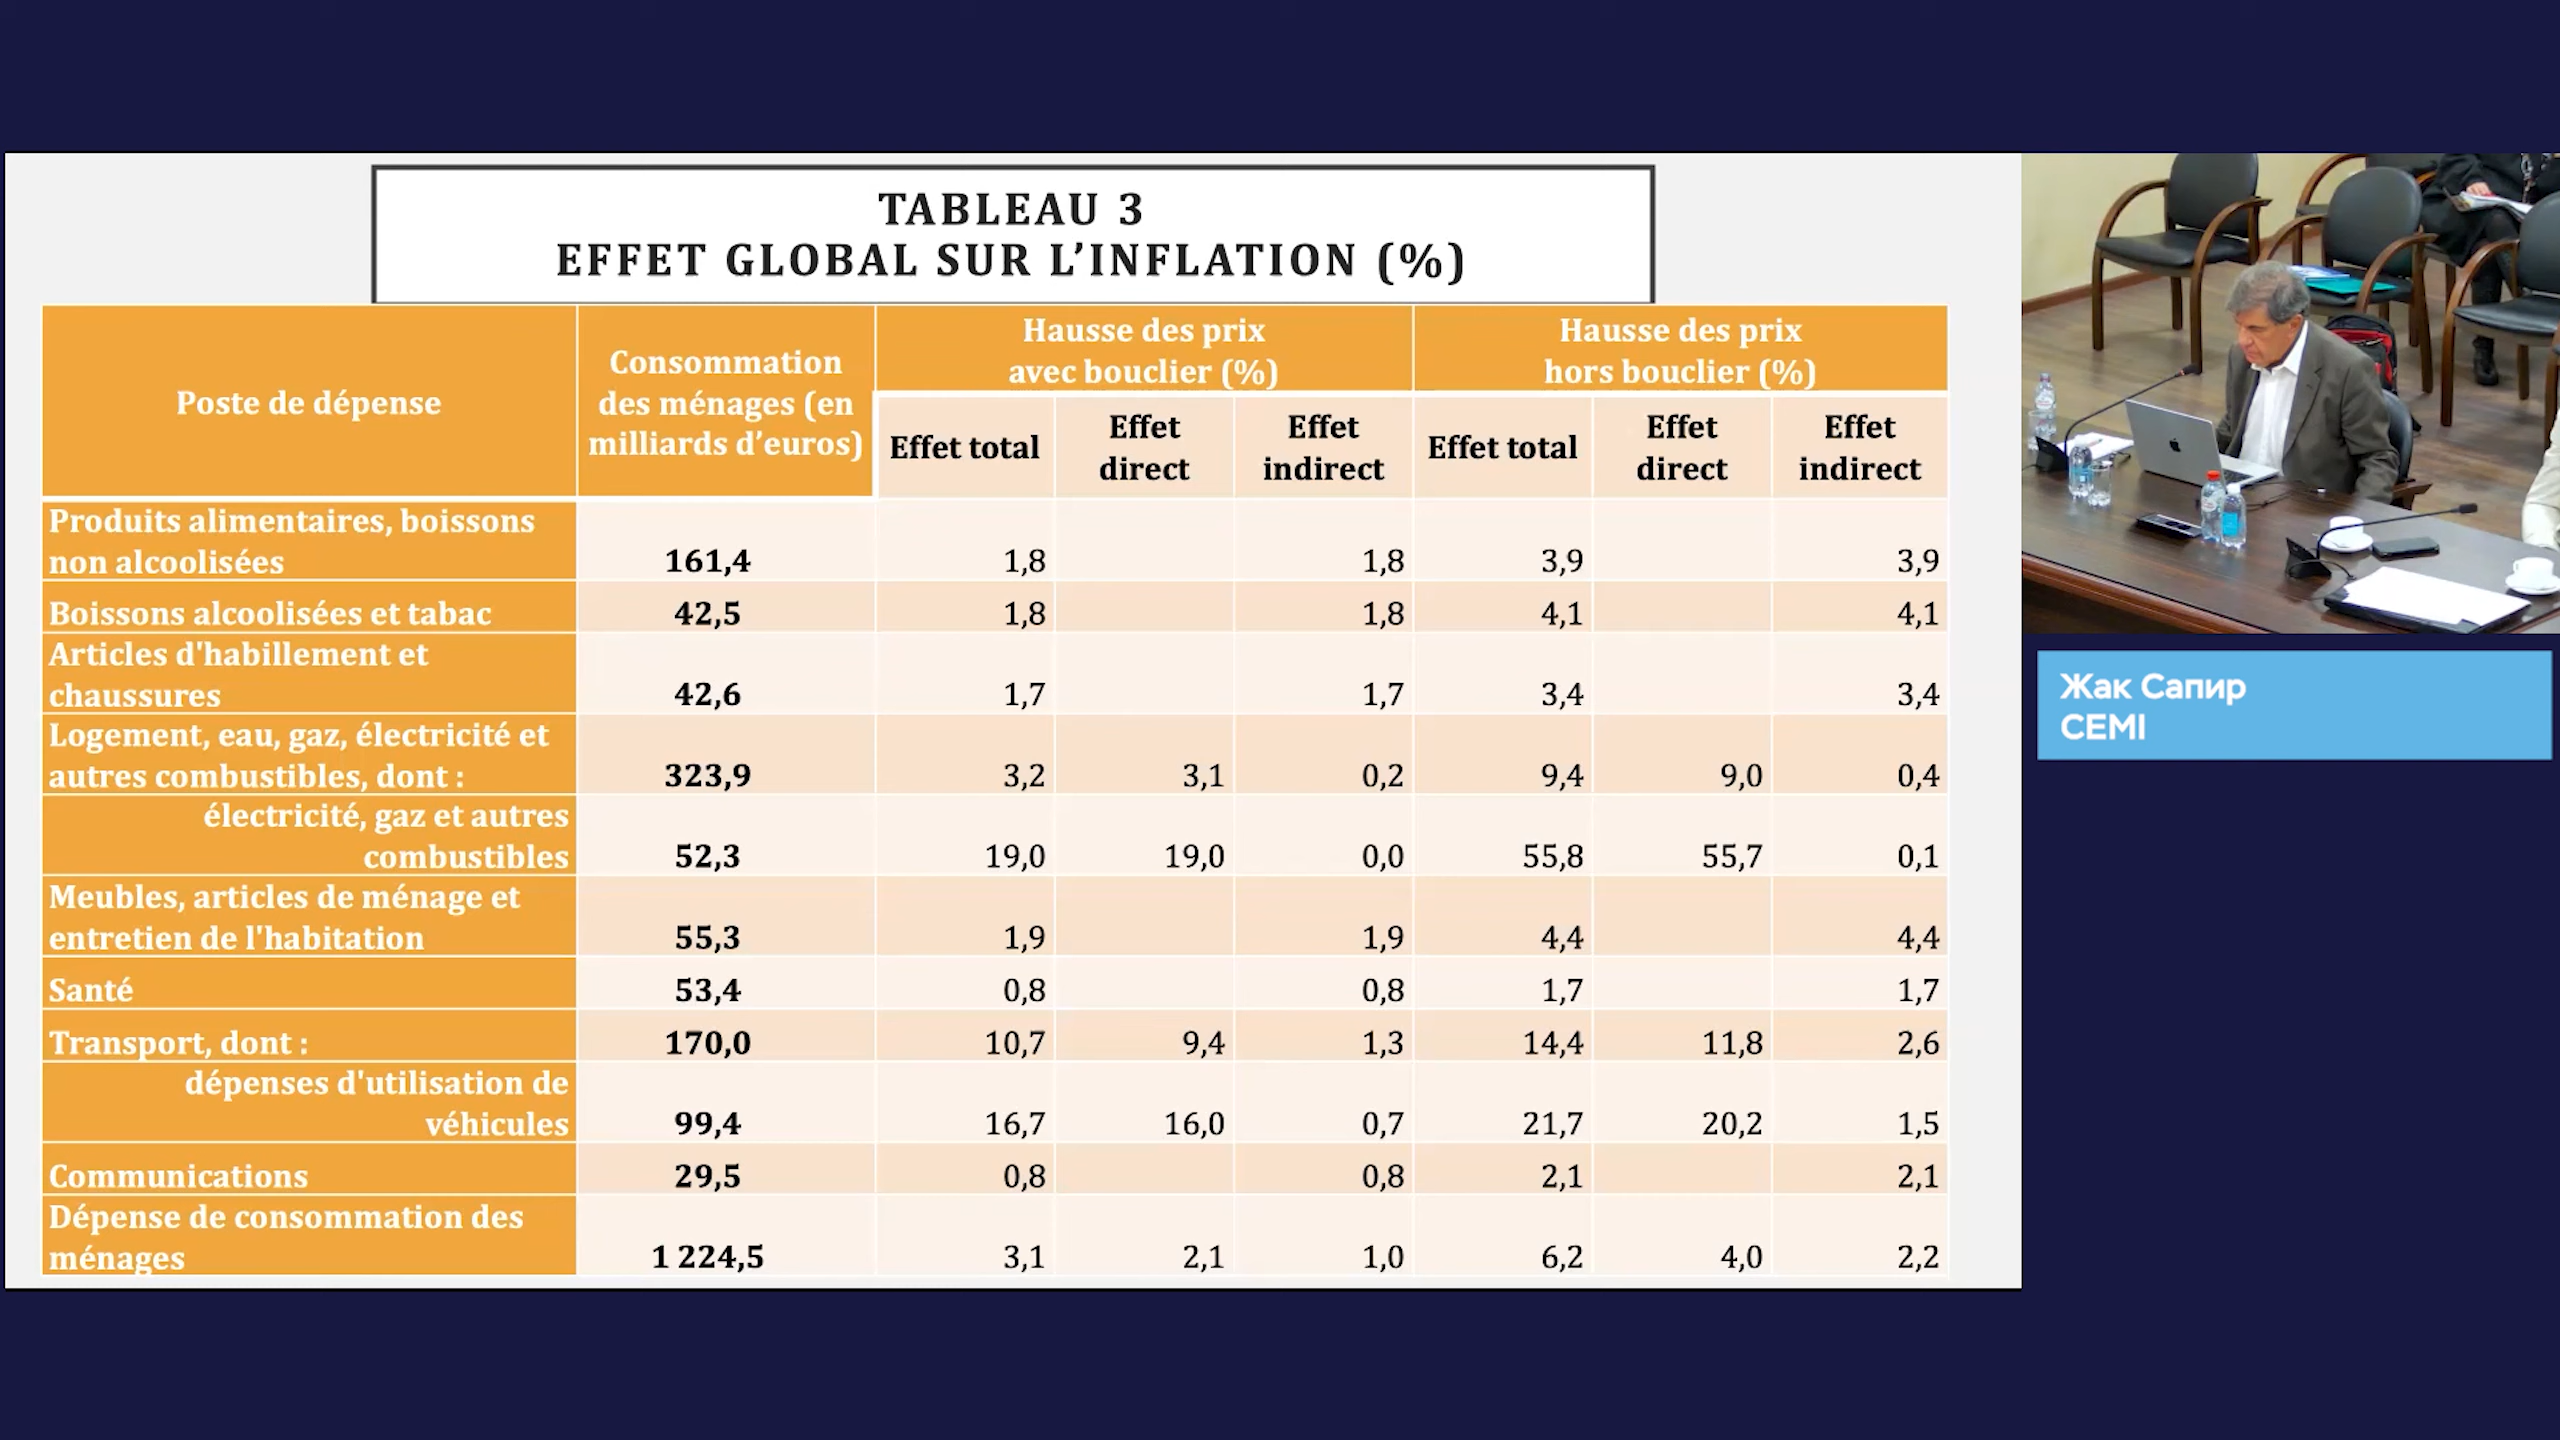 TABLEAU 3
EFFET GLOBAL SUR L’INFLATION (%)
Poste de dépense
Consommation
des ménages (en
milliards d’euros)
Hausse des prix
avec bouclier (%)
Hausse des prix
hors bouclier (%)
Effet total
Effet
direct
Effet
indirect
Effet total
Effet
direct
Effet
indirect
Produits alimentaires, boissons
non alcoolisées 161,4 1,8 1,8 3,9 3,9
Boissons alcoolisées et tabac 42,5 1,8 1,8 4,1 4,1
Articles d'habillement et
chaussures 42,6 1,7 1,7 3,4 3,4
Logement, eau, gaz, électricité et
autres combustibles, dont : 323,9 3,2 3,1 0,2 9,4 9,0 0,4
électricité, gaz et autres
combustibles 52,3 19,0 19,0 0,0 55,8 55,7 0,1
Meubles, articles de ménage et
entretien de l'habitation 55,3 1,9 1,9 4,4 4,4
Santé 53,4 0,8 0,8 1,7 1,7
Transport, dont : 170,0 10,7 9,4 1,3 14,4 11,8 2,6
dépenses d'utilisation de
véhicules 99,4 16,7 16,0 0,7 21,7 20,2 1,5
Communications 29,5 0,8 0,8 2,1 2,1
Dépense de consommation des
ménages 1 224,5 3,1 2,1 1,0 6,2 4,0 2,2
Жак Сапир
CEMI